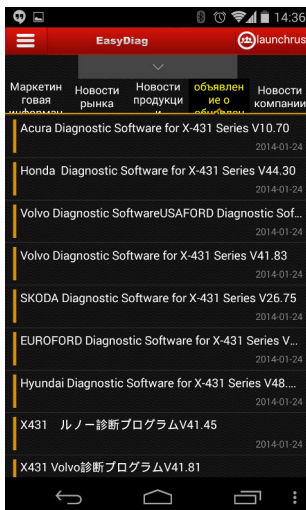 14:36
EasyDiag
launchrus
Маркетин
говая
информан
Новости
рынка
Новости
продукци
и
объявлен
ие о
обновлен
Новости
компании
Acura Diagnostic Software for X-431 Series V10.70
2014-01-24
Honda Diagnostic Software for X-431 Series V44.30
2014-01-24
Volvo Diagnostic SoftwareUSAFORD Diagnostic Sof...
2014-01-24
Volvo Diagnostic Software for X-431 Series V41.83
2014-01-24
SKODA Diagnostic Software for X-431 Series V26.75
2014-01-24
EUROFORD Diagnostic Software for X-431 Series V...
2014-01-24
Hyundai Diagnostic Software for X-431 Series V48....
2014-01-24
X431 ルノー診断プログラムV41.45
2014-01-24
X431 Volvo診断プログラムV41.81